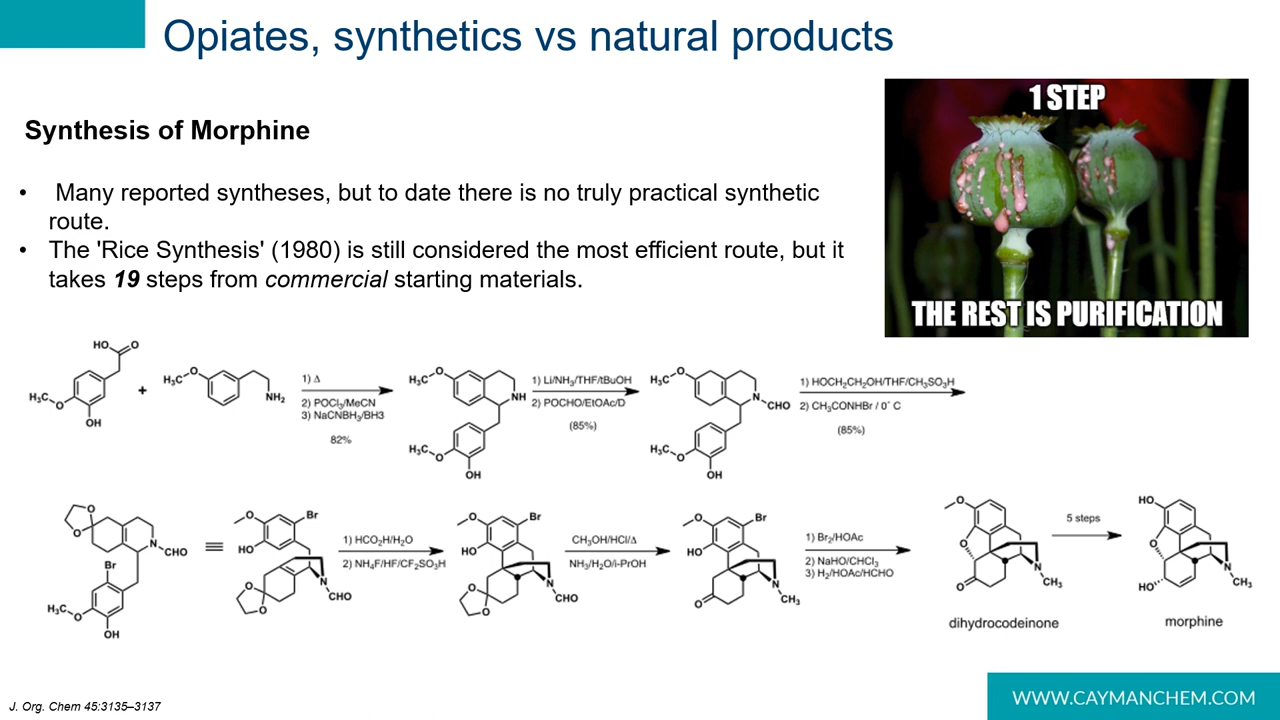 Opiates, synthetics vs natural products
1 STEP
THE REST IS PURIFICATION
Synthesis of Morphine
• Many reported syntheses, but to date there is no truly practical synthetic
route.
• The 'Rice Synthesis' (1980) is still considered the most efficient route, but it
takes 19 steps from commercial starting materials.
HO
O
H₃C
O
OH
+
H₃C
O
NH₂
1) Δ
2) POCl₃/MeCN
3) NaCNBH₃/BH3
82%
H₃C
O
NH
H₃C
O
OH
1) Li/NH₃/THF/tBuOH
2) POCHO/EtOAc/D
(85%)
H₃C
O
N
CHO
H₃C
O
OH
1) HOCH₂CH₂OH/THF/CH₃SO₃H
2) CH₃CONHBr / 0° C
(85%)
O
O
N
CHO
Br
H₃C
O
OH
≡
O
Br
HO
O
O
N
CHO
1) HCO₂H/H₂O
2) NH₄F/HF/CF₂SO₃H
O
Br
HO
O
O
N
CHO
CH₃OH/HCl/Δ
NH₃/H₂O/i-PrOH
O
Br
HO
O
N
CH₃
1) Br₂/HOAc
2) NaHO/CHCl₃
3) H₂/HOAc/HCHO
O
O
O
N
CH₃
dihydrocodeinone
5 steps
HO
O
HO
N
CH₃
morphine
J. Org. Chem 45:3135–3137
WWW.CAYMANCHEM.COM